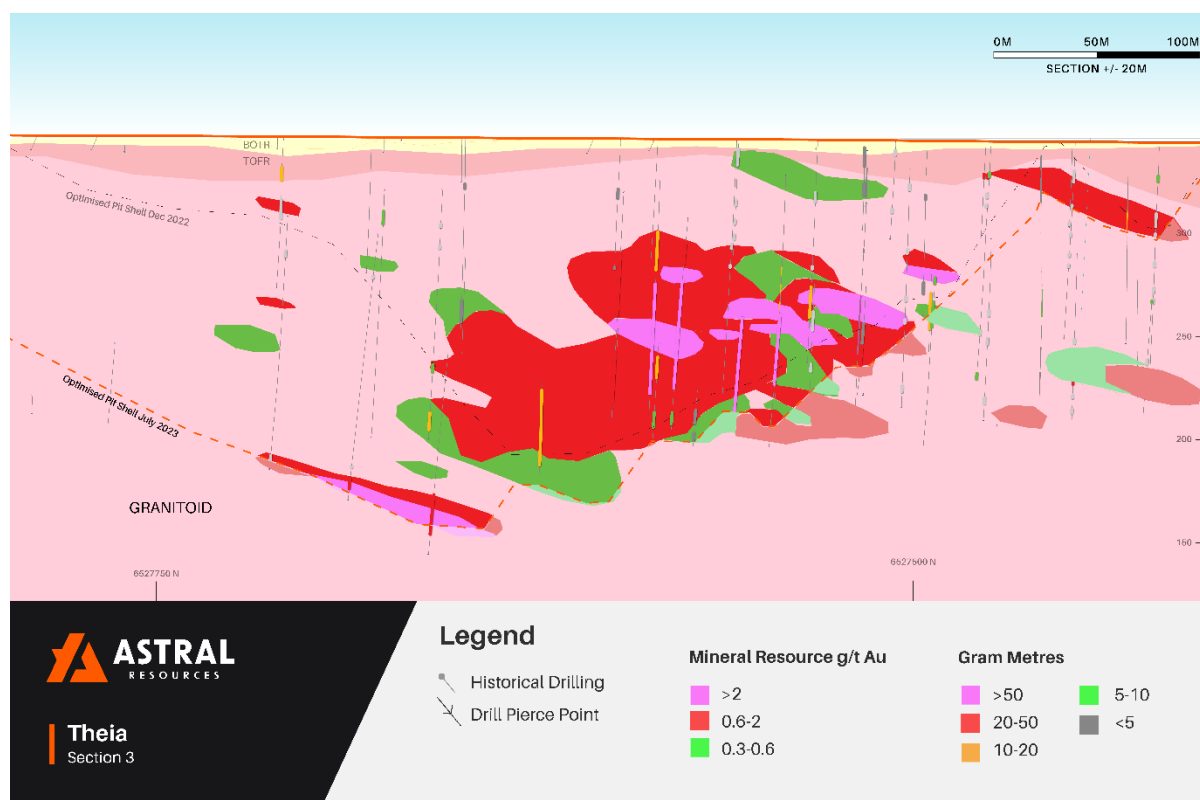 0M 50M 100M
SECTION +/- 20M
BOTR
TOFR
Optimised Pit Shell Dec 2022
300
250
Optimised Pit Shell July 2023
200
GRANITOID
150
6527750 N
6527500 N
ASTRAL
RESOURCES
Theia
Section 3
Legend
Historical Drilling
Drill Pierce Point
Mineral Resource g/t Au
>2
0.6-2
0.3-0.6
Gram Metres
>50
20-50
10-20
5-10
<5